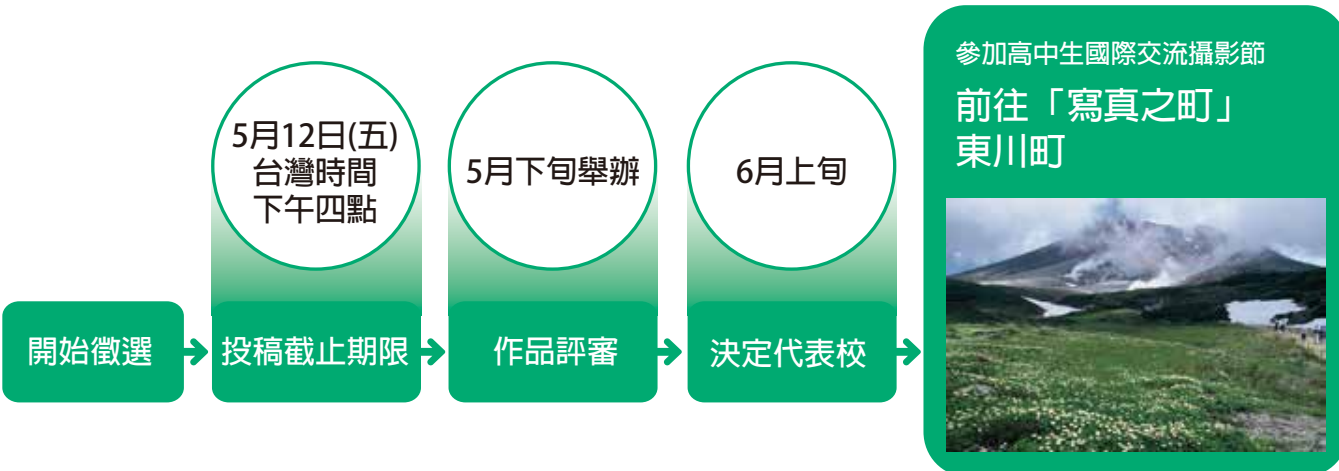 開始徵選
5月12日(五)
台灣時間
下午四點
投稿截止期限
5月下旬舉辦
作品評審
6月上旬
決定代表校
參加高中生國際交流攝影節
前往「寫真之町」
東川町